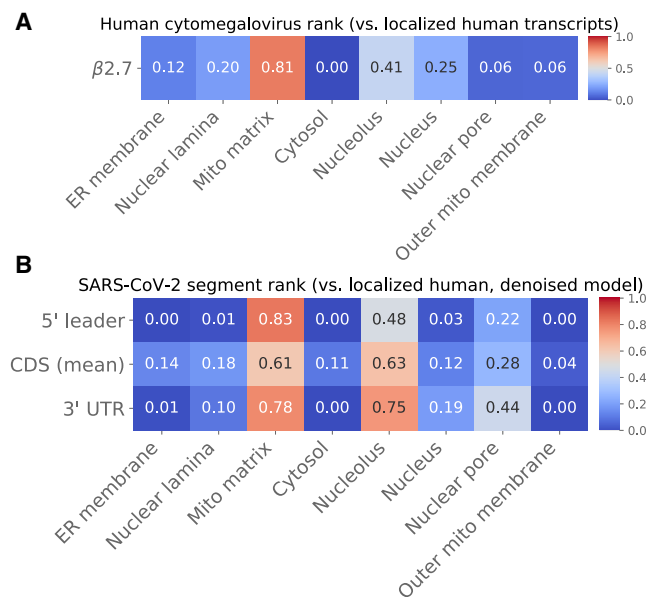 A
Human cytomegalovirus rank (vs. localized human transcripts)
β2.7
0.12 0.20 0.81 0.00 0.41 0.25 0.06 0.06
1.0
0.5
0.0
ER membrane
Nuclear lamina
Mito matrix
Cytosol
Nucleolus
Nucleus
Nuclear pore
Outer mito membrane
B
SARS-CoV-2 segment rank (vs. localized human, denoised model)
5' leader 0.00 0.01 0.83 0.00 0.48 0.03 0.22 0.00
CDS (mean) 0.14 0.18 0.61 0.11 0.63 0.12 0.28 0.04
3' UTR 0.01 0.10 0.78 0.00 0.75 0.19 0.44 0.00
1.0
0.8
0.6
0.4
0.2
0.0
ER membrane
Nuclear lamina
Mito matrix
Cytosol
Nucleolus
Nucleus
Nuclear pore
Outer mito membrane